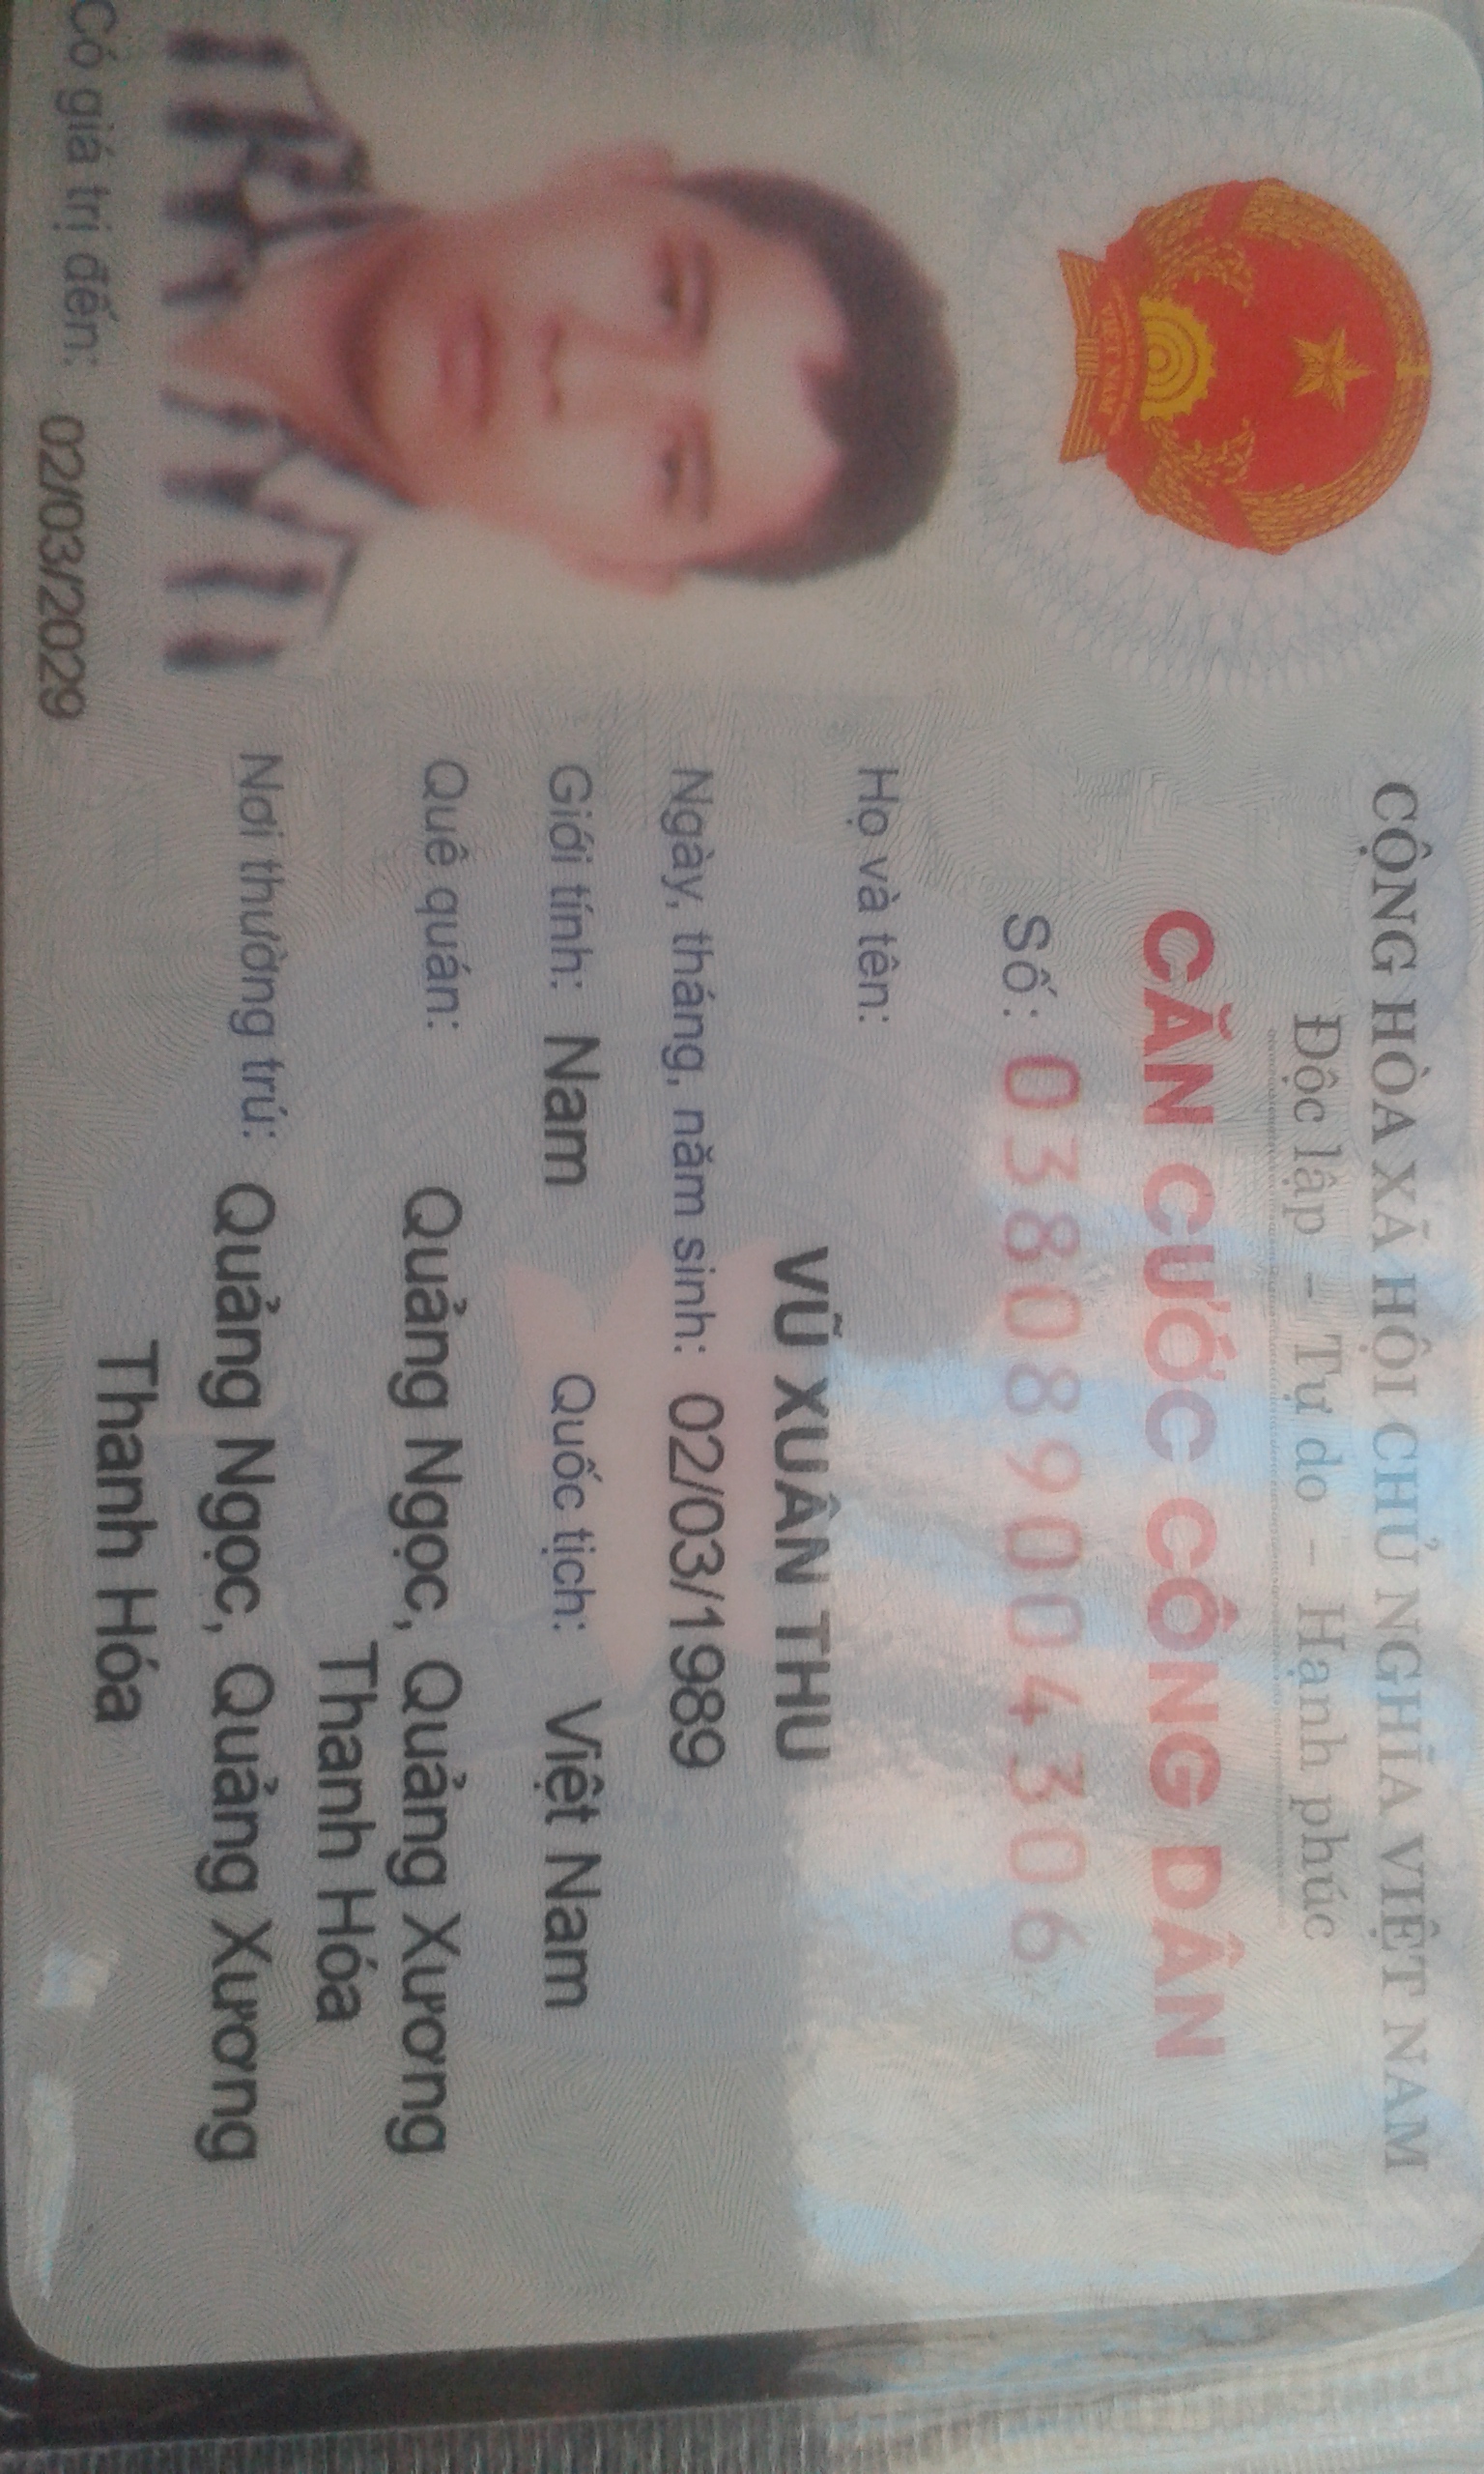 CỘNG HÒA XÃ HỘI CHỦ NGHĨA VIỆT NAM
Độc lập – Tự do – Hạnh phúc
CĂN CƯỚC CÔNG DÂN
Số: 038089004306
Họ và tên:
VŨ XUÂN THU
Ngày, tháng, năm sinh: 02/03/1989
Giới tính: Nam Quốc tịch: Việt Nam
Quê quán:
Quảng Ngọc, Quảng Xương
Thanh Hóa
Nơi thường trú: Quảng Ngọc, Quảng Xương
Thanh Hóa
Có giá trị đến: 02/03/2029
VIỆT NAM